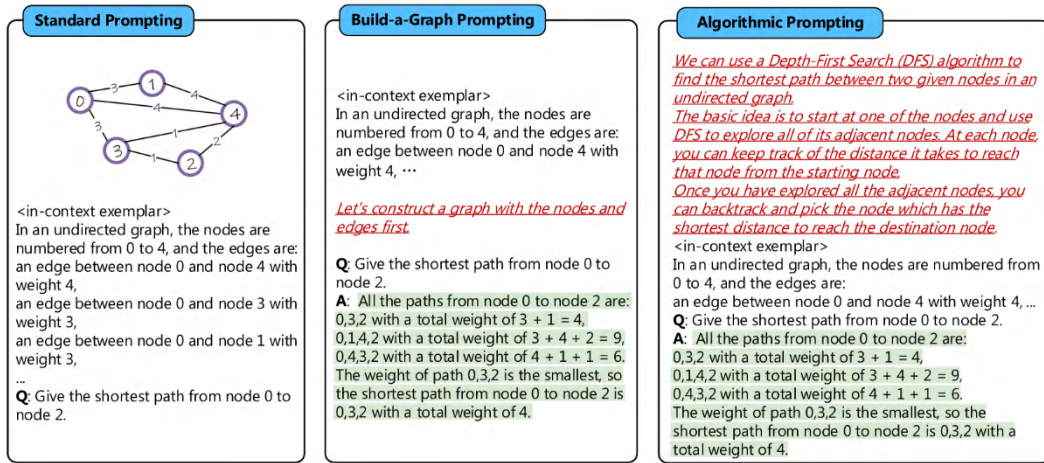 Standard Prompting
3
1
4
0
4
4
3
1
2
3
1
2
<in-context exemplar>
In an undirected graph, the nodes are
numbered from 0 to 4, and the edges are:
an edge between node 0 and node 4 with
weight 4,
an edge between node 0 and node 3 with
weight 3,
an edge between node 0 and node 1 with
weight 3,
...
Q: Give the shortest path from node 0 to
node 2.
Build-a-Graph Prompting
<in-context exemplar>
In an undirected graph, the nodes are
numbered from 0 to 4, and the edges are:
an edge between node 0 and node 4 with
weight 4, ...
Let's construct a graph with the nodes and
edges first.
Q: Give the shortest path from node 0 to
node 2.
A: All the paths from node 0 to node 2 are:
0,3,2 with a total weight of 3 + 1 = 4,
0,1,4,2 with a total weight of 3 + 4 + 2 = 9,
0,4,3,2 with a total weight of 4 + 1 + 1 = 6.
The weight of path 0,3,2 is the smallest, so
the shortest path from node 0 to node 2 is
0,3,2 with a total weight of 4.
Algorithmic Prompting
We can use a Depth-First Search (DFS) algorithm to
find the shortest path between two given nodes in an
undirected graph.
The basic idea is to start at one of the nodes and use
DFS to explore all of its adjacent nodes. At each node,
you can keep track of the distance it takes to reach
that node from the starting node.
Once you have explored all the adjacent nodes, you
can backtrack and pick the node which has the
shortest distance to reach the destination node.
<in-context exemplar>
In an undirected graph, the nodes are numbered from
0 to 4, and the edges are:
an edge between node 0 and node 4 with weight 4, ...
Q: Give the shortest path from node 0 to node 2.
A: All the paths from node 0 to node 2 are:
0,3,2 with a total weight of 3 + 1 = 4,
0,1,4,2 with a total weight of 3 + 4 + 2 = 9,
0,4,3,2 with a total weight of 4 + 1 + 1 = 6.
The weight of path 0,3,2 is the smallest, so the
shortest path from node 0 to node 2 is 0,3,2 with a
total weight of 4.